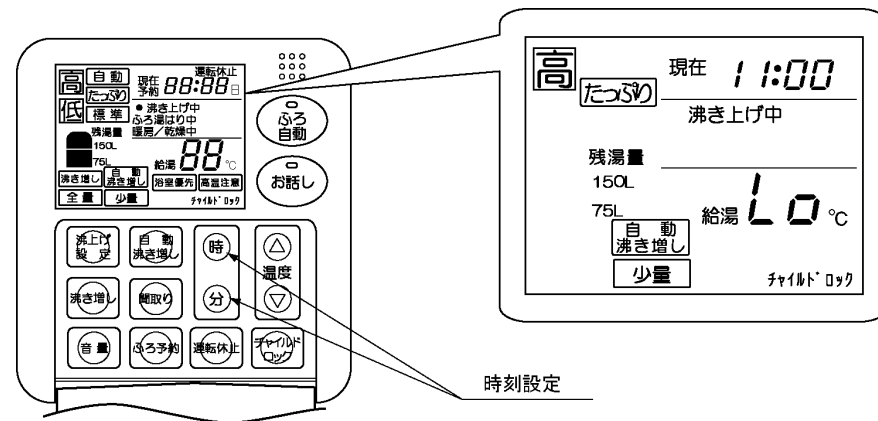 高
自動
現在
予約
運転休止
88:88
日
たっぷり
低
標準
● 沸き上げ中
ふろ湯はり中
暖房／乾燥中
残湯量
150L
75L
給湯
88
℃
沸き増し
自動
沸き増し
浴室優先
高温注意
全量
少量
チャイルドロック
ふろ
自動
お話し
沸上げ
設定
自動
沸き増し
時
温度
沸き増し
聞取り
分
音量
ふろ予約
運転休止
チャイルド
ロック
高
たっぷり
現在
11:00
沸き上げ中
残湯量
150L
75L
給湯
Lo
℃
自動
沸き増し
少量
チャイルドロック
時刻設定